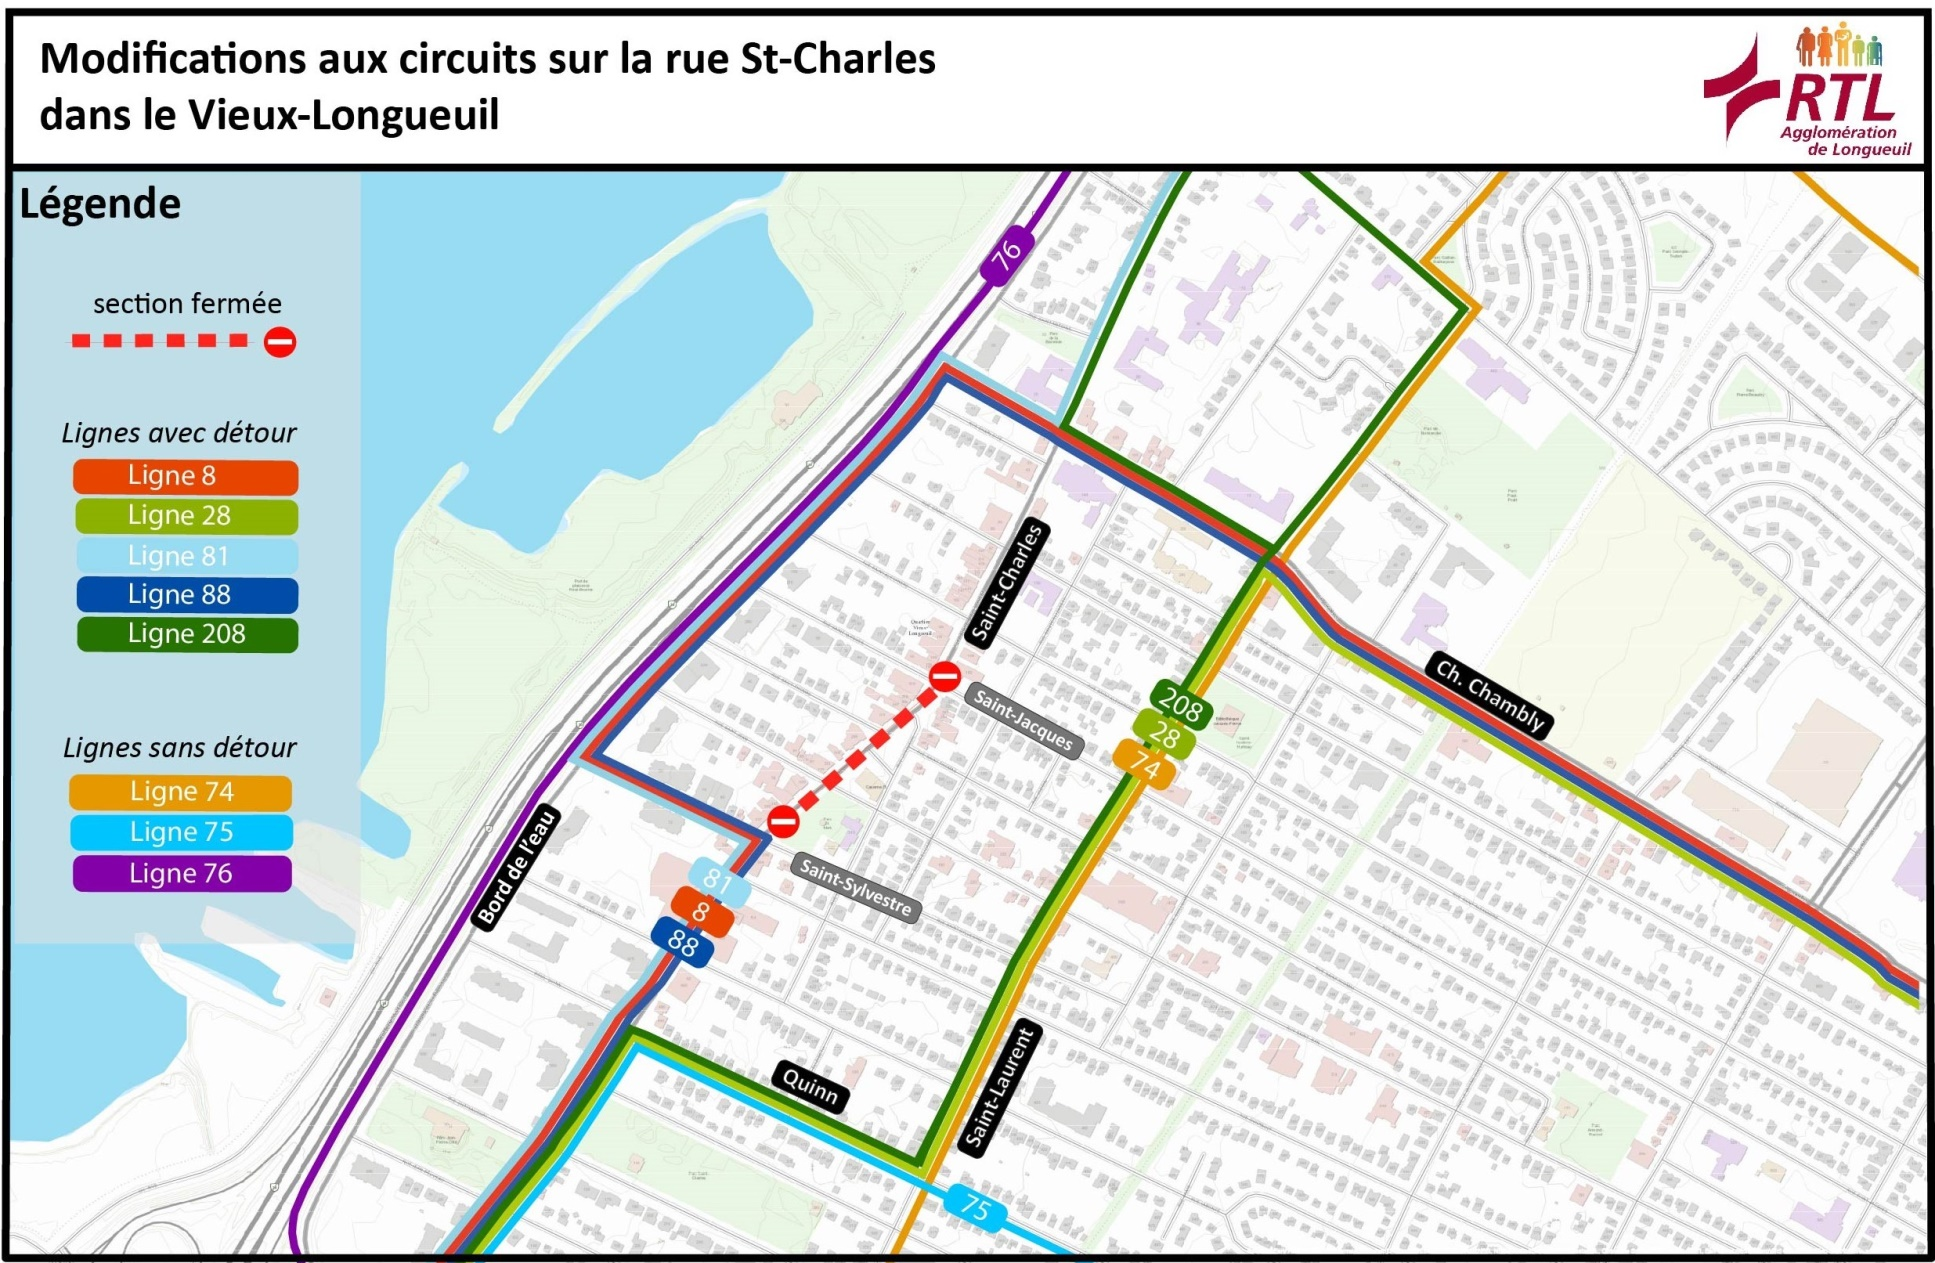 Modifications aux circuits sur la rue St-Charles
dans le Vieux-Longueuil
RTL
Agglomération
de Longueuil
Légende
section fermée
Lignes avec détour
Ligne 8
Ligne 28
Ligne 81
Ligne 88
Ligne 208
Lignes sans détour
Ligne 74
Ligne 75
Ligne 76
76
Saint-Charles
Ch. Chambly
Saint-Jacques
208
28
74
Bord de l'eau
Saint-Sylvestre
81
8
88
Quinn
Saint-Laurent
75